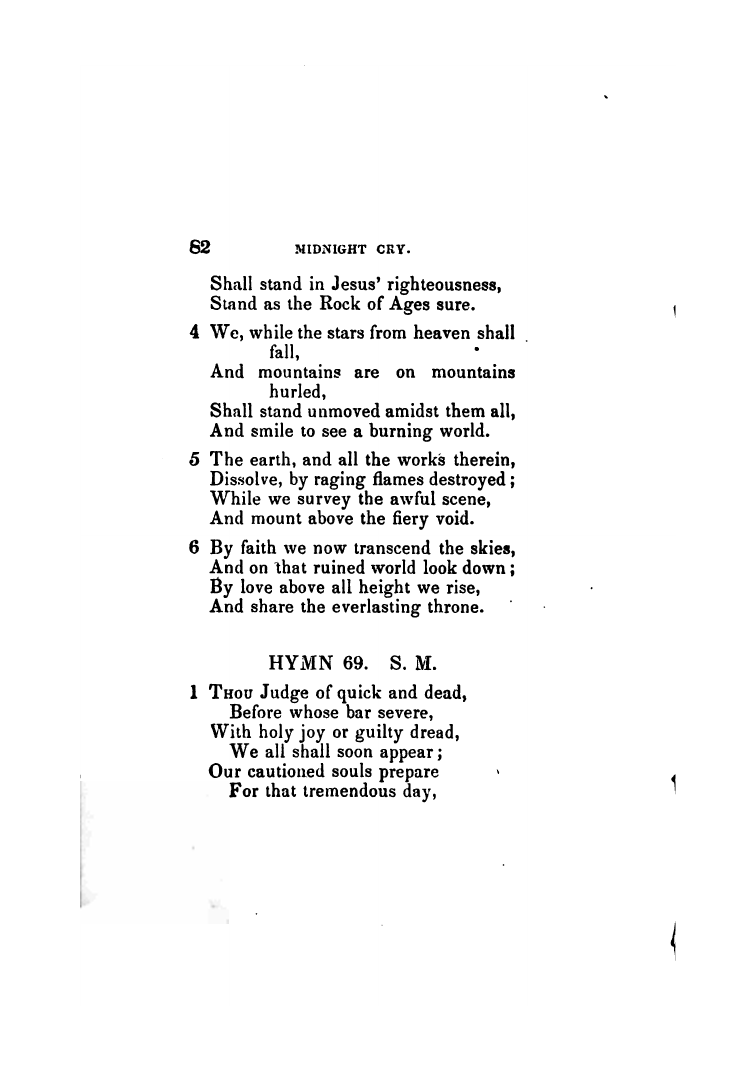 82 MIDNIGHT CRY.
Shall stand in Jesus' righteousness,
Stand as the Rock of Ages sure.
4 We, while the stars from heaven shall
fall,
And mountains are on mountains
hurled,
Shall stand unmoved amidst them all,
And smile to see a burning world.
5 The earth, and all the works therein,
Dissolve, by raging flames destroyed;
While we survey the awful scene,
And mount above the fiery void.
6 By faith we now transcend the skies,
And on that ruined world look down;
By love above all height we rise,
And share the everlasting throne.
HYMN 69. S. M.
1 THOU Judge of quick and dead,
Before whose bar severe,
With holy joy or guilty dread,
We all shall soon appear;
Our cautioned souls prepare
For that tremendous day,